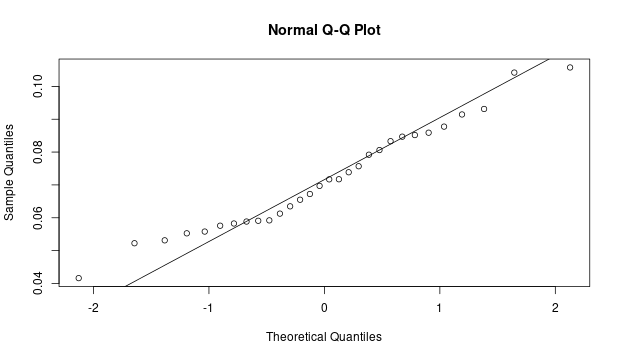 Normal Q-Q Plot
Sample Quantiles
0.10
0.08
0.06
0.04
-2 -1 0 1 2
Theoretical Quantiles